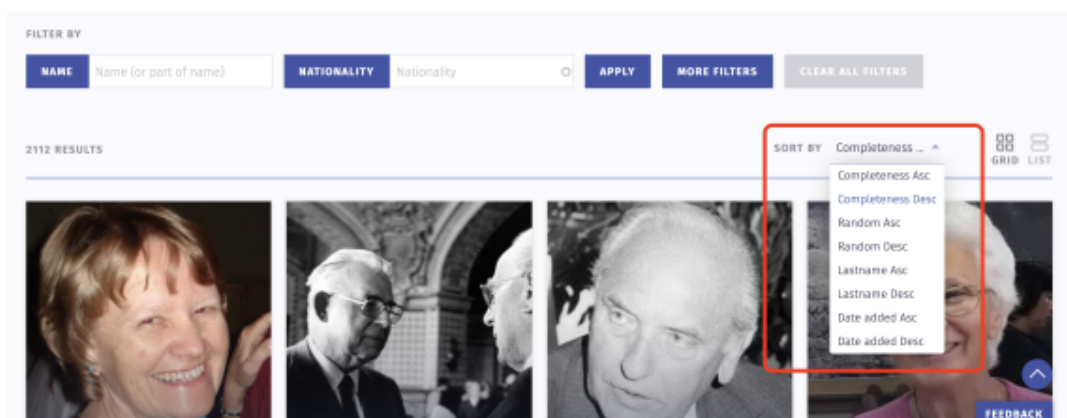 FILTER BY
NAME Name (or part of name) NATIONALITY Nationality APPLY MORE FILTERS CLEAR ALL FILTERS
2112 RESULTS
SORT BY Completeness ...
GRID LIST
Completeness Asc
Completeness Desc
Random Asc
Random Desc
Lastname Asc
Lastname Desc
Date added Asc
Date added Desc
FEEDBACK